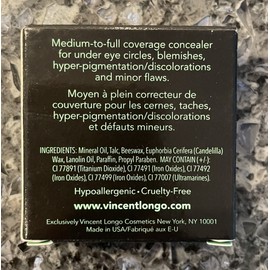 Medium-to-full coverage concealer
for under eye circles, blemishes,
hyper-pigmentation/discolorations
and minor flaws.
Moyen à plein correcteur de
couverture pour les cernes, taches,
hyper-pigmentation/discolorations
et défauts mineurs.
INGREDIENTS: Mineral Oil, Talc, Beeswax, Euphorbia Cerifera (Candelilla)
Wax, Lanolin Oil, Paraffin, Propyl Paraben. MAY CONTAIN (+/-):
CI 77891 (Titanium Dioxide), CI 77491 (Iron Oxides), CI 77492
(Iron Oxides), CI 77499 (Iron Oxides), CI 77007 (Ultramarines).
Hypoallergenic • Cruelty-Free
www.vincentlongo.com
Exclusively Vincent Longo Cosmetics New York, NY 10001
Made in USA/Fabriqué aux E-U